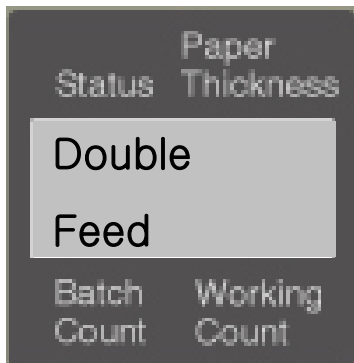 Paper
Status Thickness
Double
Feed
Batch Working
Count Count